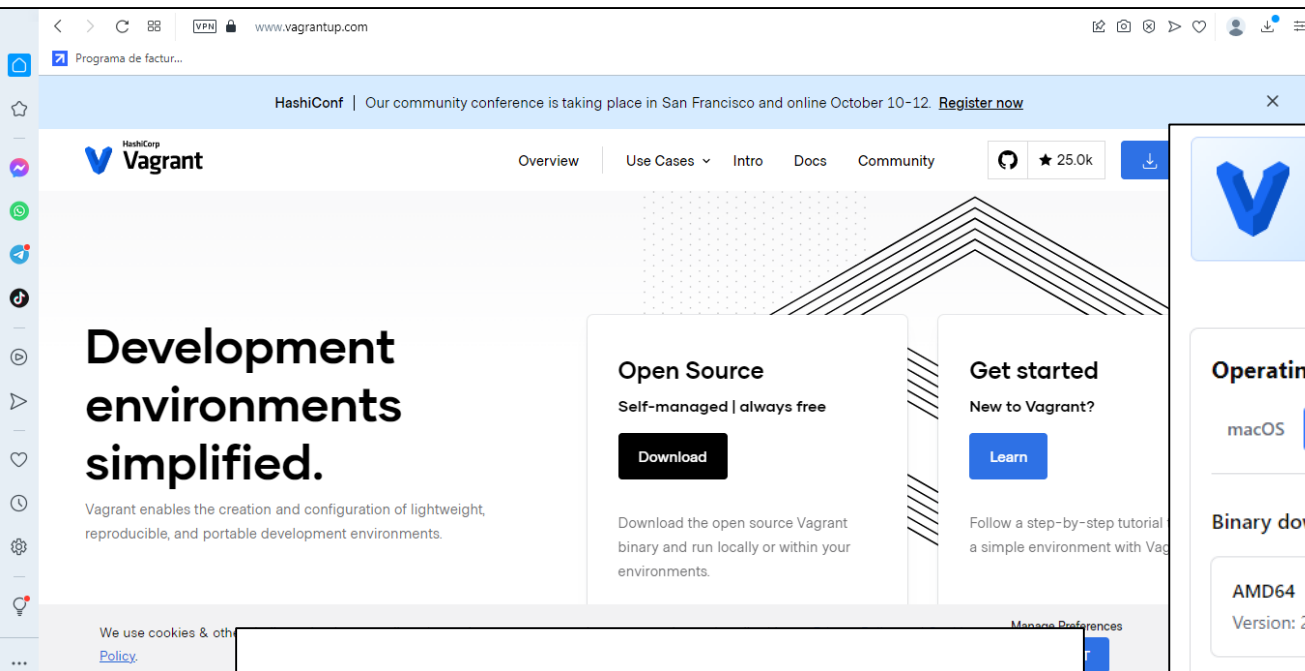 VPN
www.vagrantup.com
Programa de factur...
HashiConf | Our community conference is taking place in San Francisco and online October 10-12. Register now
HashiCorp
Vagrant
Overview
Use Cases
Intro
Docs
Community
25.0k
Development
environments
simplified.
Vagrant enables the creation and configuration of lightweight,
reproducible, and portable development environments.
Open Source
Self-managed | always free
Download
Download the open source Vagrant
binary and run locally or within your
environments.
Get started
New to Vagrant?
Learn
Follow a step-by-step tutorial
a simple environment with
We use cookies &
Policy.
Manage Preferences
macOS
Binary
AMD64
Version: 2